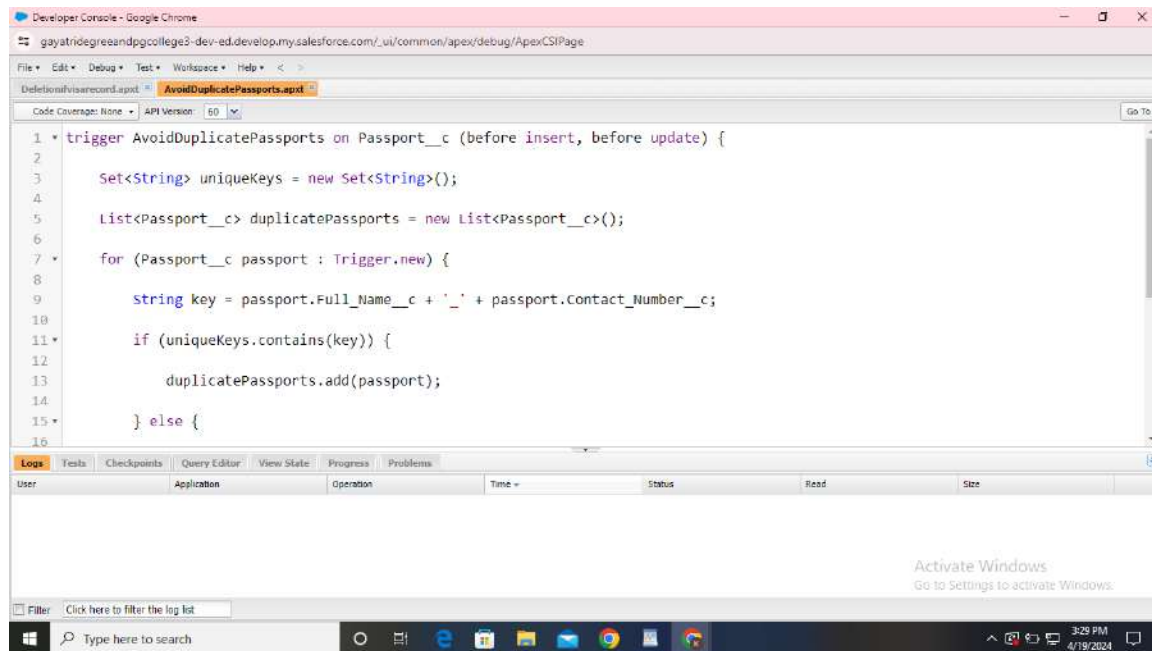 Developer Console - Google Chrome
gayatridegreeandpgcollege3-dev-ed.develop.my.salesforce.com/_ui/common/apex/debug/ApexCSIPage
File Edit Debug Test Workspace Help < >
Deletionifvisarecord.apxt AvoidDuplicatePassports.apxt
Code Coverage: None API Version: 60 Go To
1 trigger AvoidDuplicatePassports on Passport__c (before insert, before update) {
2
3 Set<String> uniqueKeys = new Set<String>();
4
5 List<Passport__c> duplicatePassports = new List<Passport__c>();
6
7 for (Passport__c passport : Trigger.new) {
8
9 String key = passport.Full_Name__c + '_' + passport.Contact_Number__c;
10
11 if (uniqueKeys.contains(key)) {
12
13 duplicatePassports.add(passport);
14
15 } else {
16
Logs Tests Checkpoints Query Editor View State Progress Problems
User Application Operation Time Status Read Size
Activate Windows
Go to Settings to activate Windows.
Filter Click here to filter the log list
Type here to search
3:29 PM
4/19/2024